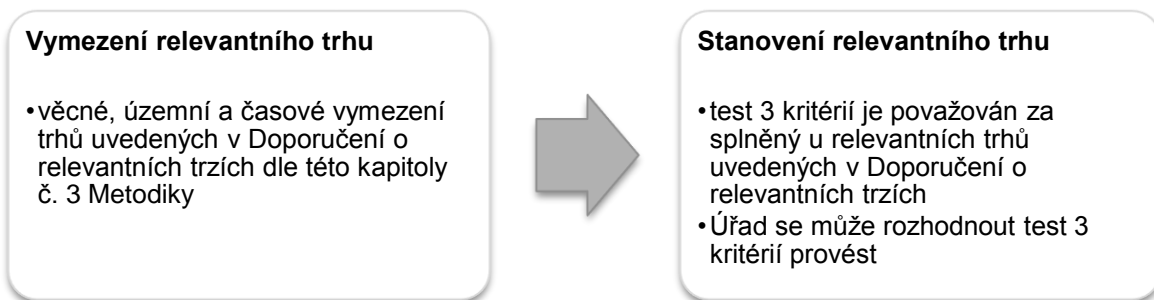 Vymezení relevantního trhu
•věcné, územní a časové vymezení
trhů uvedených v Doporučení o
relevantních trzích dle této kapitoly
č. 3 Metodiky
Stanovení relevantního trhu
•test 3 kritérií je považován za
splněný u relevantních trhů
uvedených v Doporučení o
relevantních trzích
•Úřad se může rozhodnout test 3
kritérií provést